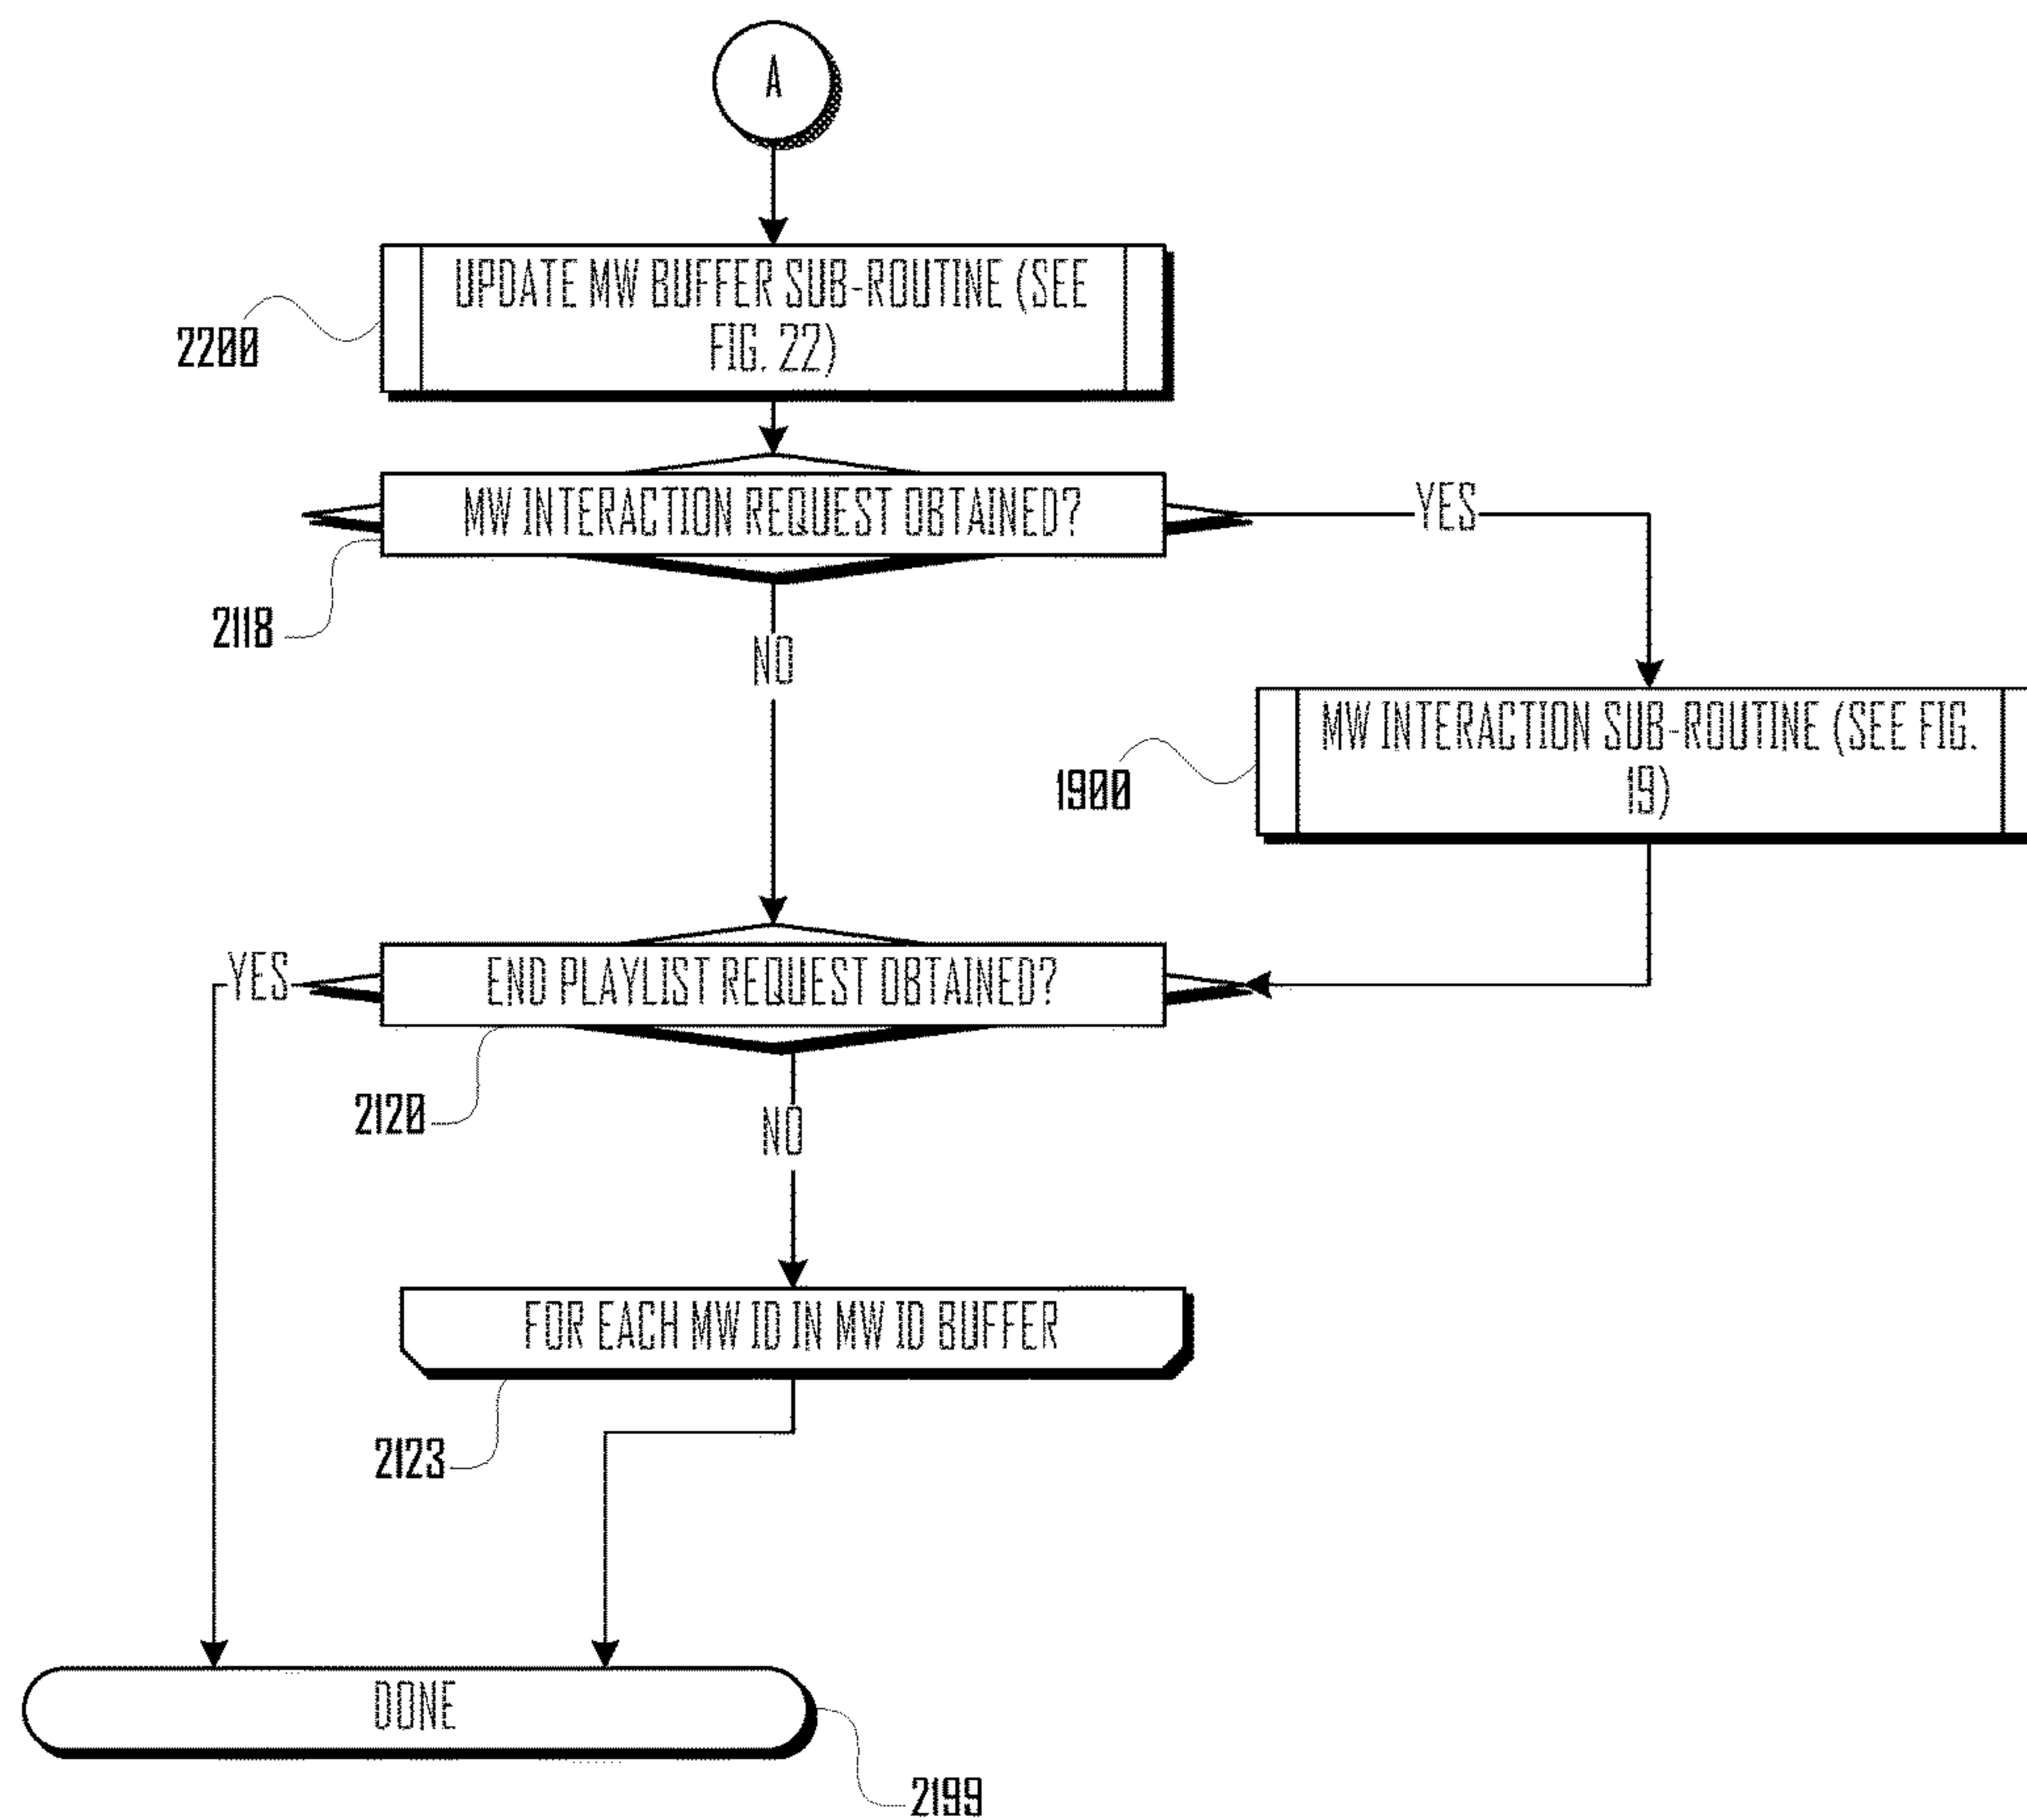 A
UPDATE MW BUFFER SUB-ROUTINE (SEE
FIG. 22)
2200
MW INTERACTION REQUEST OBTAINED?
YES
2118
NO
MW INTERACTION SUB-ROUTINE (SEE FIG.
19)
1900
YES
END PLAYLIST REQUEST OBTAINED?
2120
NO
FOR EACH MW ID IN MW ID BUFFER
2123
DONE
2199